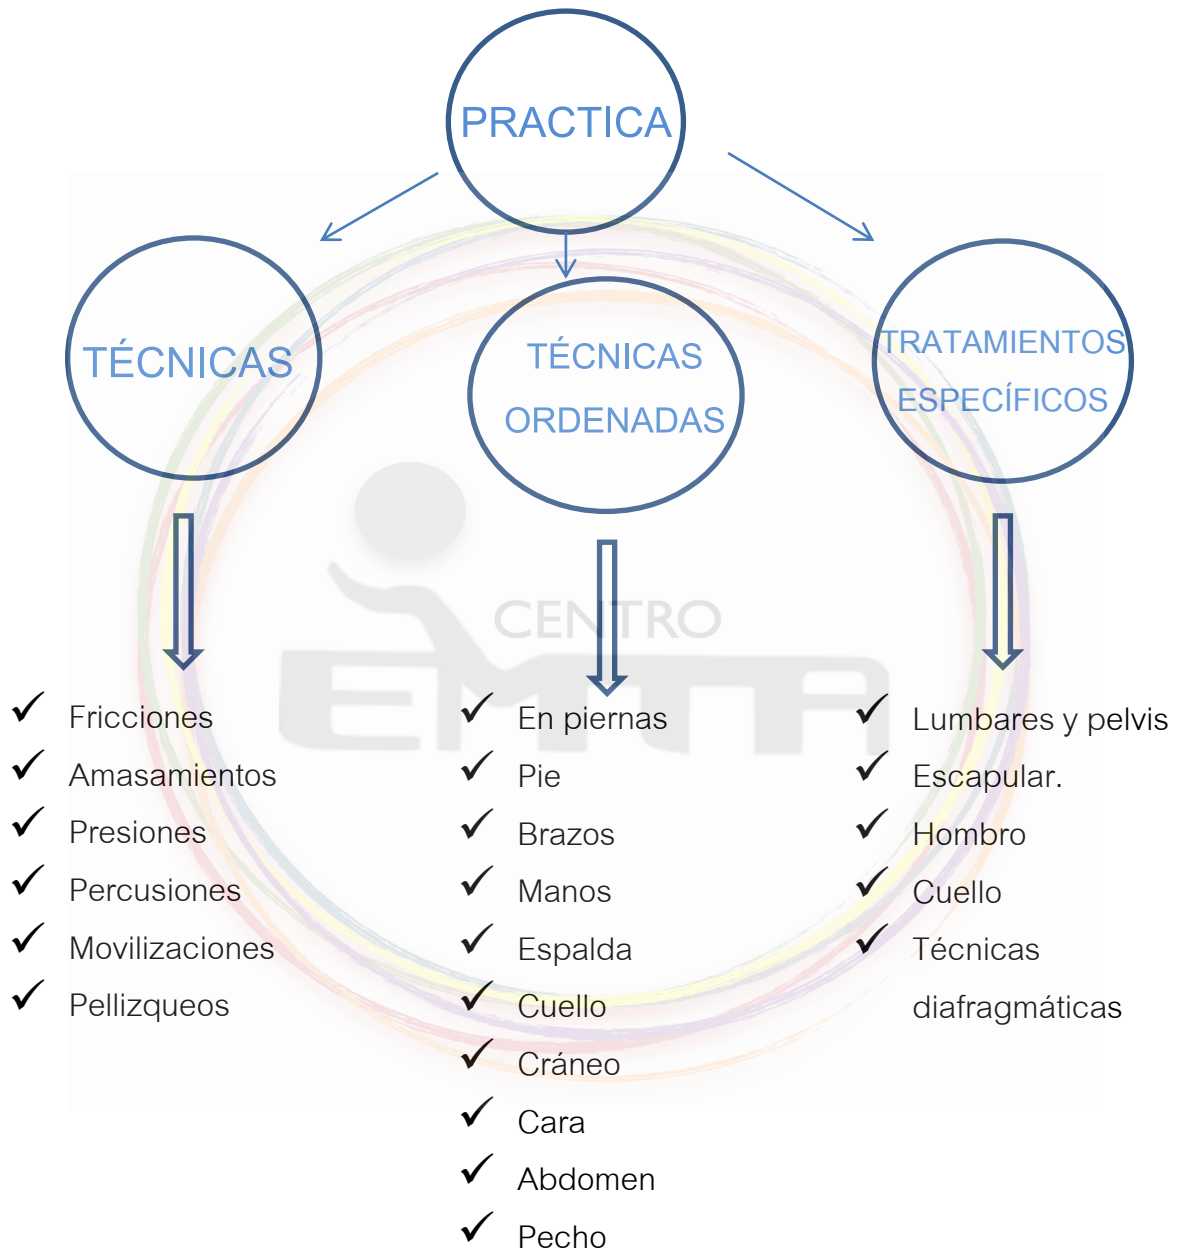 PRACTICA
TÉCNICAS
TÉCNICAS
ORDENADAS
TRATAMIENTOS
ESPECÍFICOS
CENTRO
EMTA
Fricciones
Amasamientos
Presiones
Percusiones
Movilizaciones
Pellizqueos
En piernas
Pie
Brazos
Manos
Espalda
Cuello
Cráneo
Cara
Abdomen
Pecho
Lumbares y pelvis
Escapular.
Hombro
Cuello
Técnicas
diafragmáticas